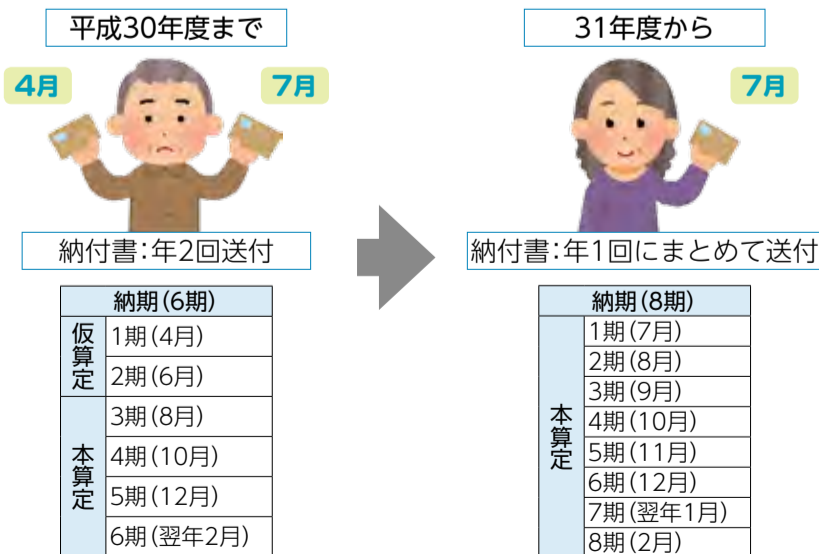 平成30年度まで
4月
7月
納付書：年2回送付
納期（6期）
仮算定
1期（4月）
2期（6月）
本算定
3期（8月）
4期（10月）
5期（12月）
6期（翌年2月）
31年度から
7月
納付書：年1回にまとめて送付
納期（8期）
本算定
1期（7月）
2期（8月）
3期（9月）
4期（10月）
5期（11月）
6期（12月）
7期（翌年1月）
8期（2月）